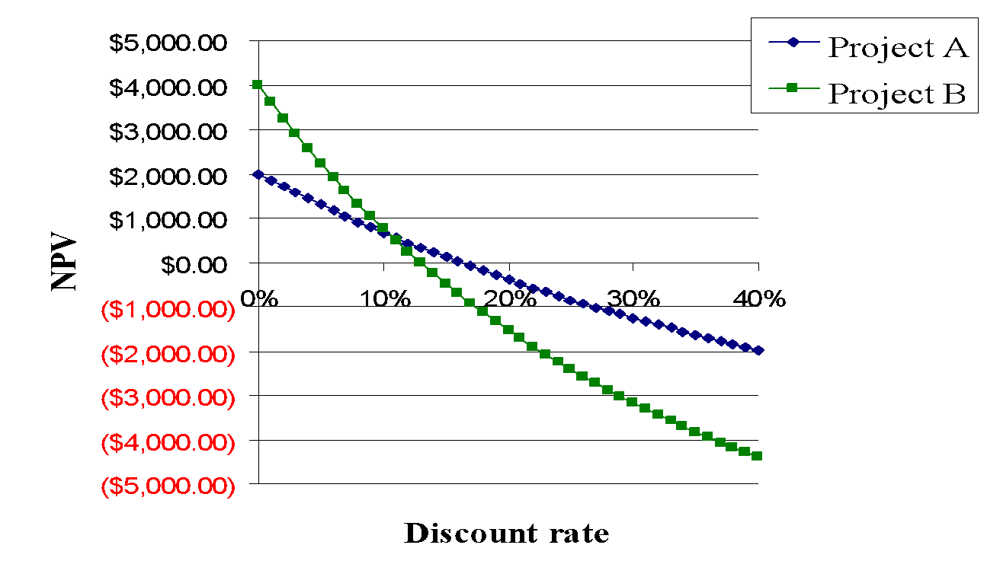 Project A
Project B
$5,000.00
$4,000.00
$3,000.00
$2,000.00
$1,000.00
$0.00
($1,000.00)
($2,000.00)
($3,000.00)
($4,000.00)
($5,000.00)
NPV
0% 10% 20% 30% 40%
Discount rate